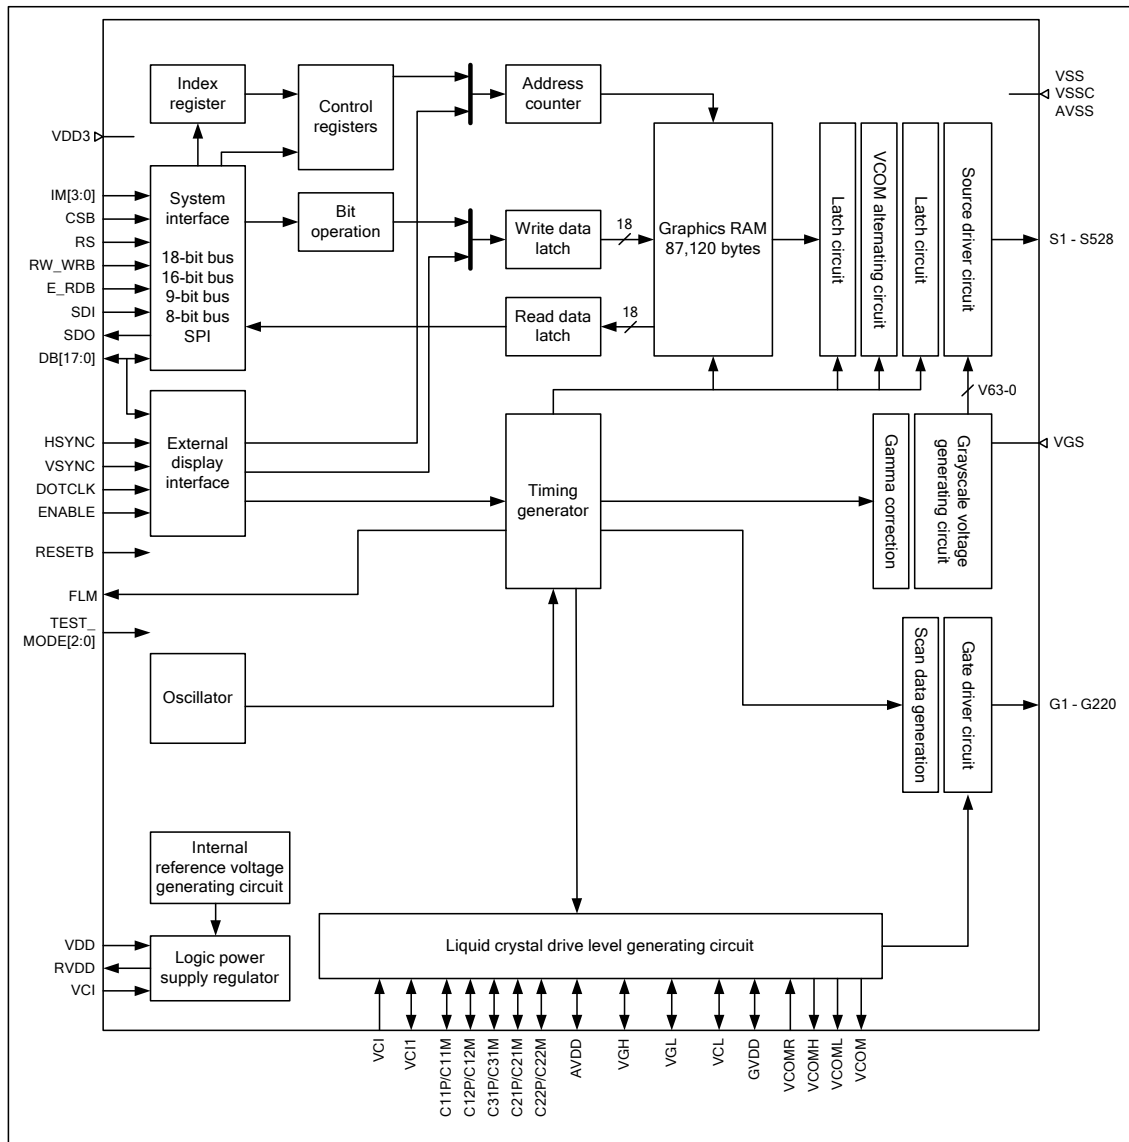 VDD3
IM[3:0]
CSB
RS
RW_WRB
E_RDB
SDI
SDO
DB[17:0]
HSYNC
VSYNC
DOTCLK
ENABLE
RESETB
FLM
TEST_
MODE[2:0]
VDD
RVDD
VCI
Index
register
Control
registers
Address
counter
System
interface
18-bit bus
16-bit bus
9-bit bus
8-bit bus
SPI
Bit
operation
Write data
latch
18
Read data
latch
18
Graphics RAM
87,120 bytes
Latch circuit
VCOM alternating circuit
Latch circuit
Source driver circuit
VSS
VSSC
AVSS
S1 - S528
V63-0
VGS
External
display
interface
Timing
generator
Gamma correction
Grayscale voltage
generating circuit
Oscillator
Scan data generation
Gate driver circuit
G1 - G220
Internal
reference voltage
generating circuit
Logic power
supply regulator
Liquid crystal drive level generating circuit
VCI
VCI1
C11P/C11M
C12P/C12M
C31P/C31M
C21P/C21M
C22P/C22M
AVDD
VGH
VGL
VCL
GVDD
VCOMR
VCOMH
VCOML
VCOM